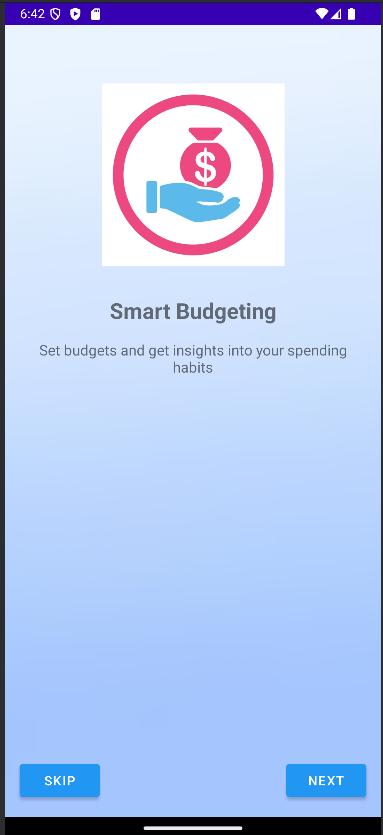 6:42
$
Smart Budgeting
Set budgets and get insights into your spending
habits
SKIP
NEXT